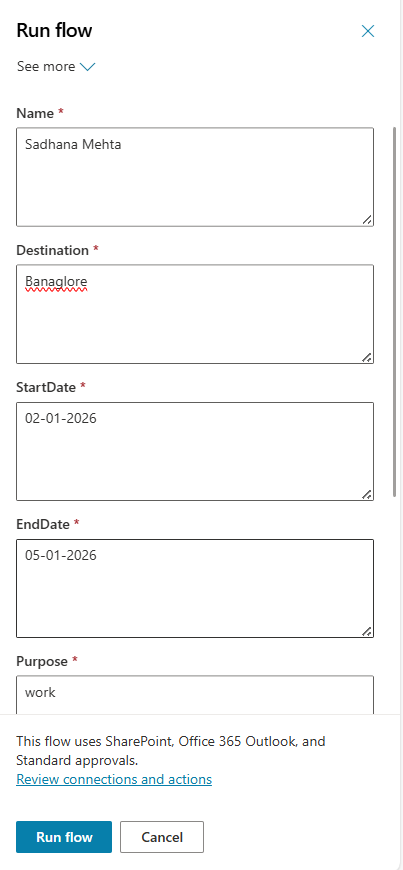 Run flow
See more
Name *
Sadhana Mehta
Destination *
Banaglore
StartDate *
02-01-2026
EndDate *
05-01-2026
Purpose *
work
This flow uses SharePoint, Office 365 Outlook, and
Standard approvals.
Review connections and actions
Run flow
Cancel